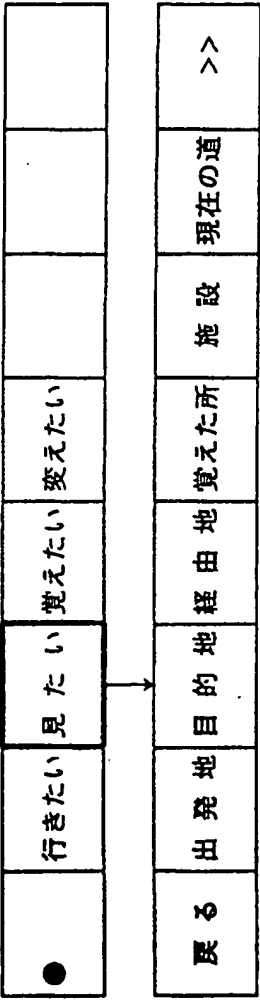 ● 行きたい 見たい 覚えたい 変えたい
戻る 出発地 目的地 経由地 覚えた所 施設 現在の道 >>